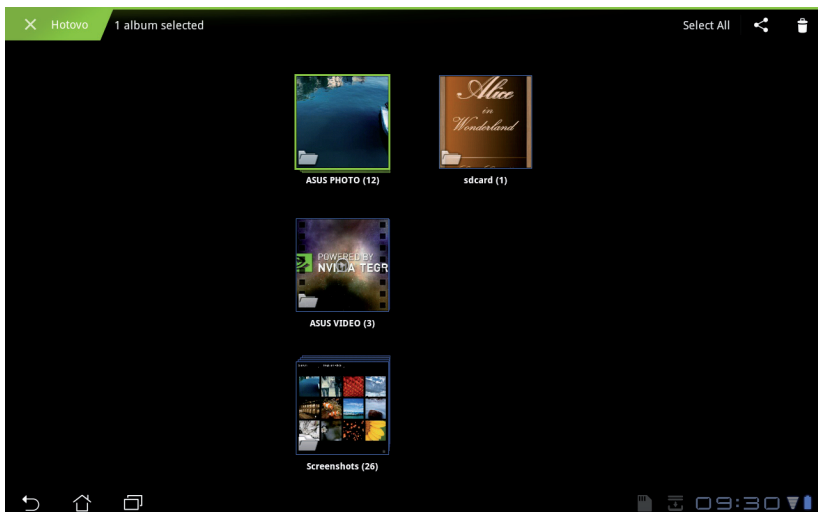 Hotovo
1 album selected
Select All
Alice
in
Wonderland
ASUS PHOTO (12)
sdcard (1)
POWERED BY
NVIDIA TEGR
ASUS VIDEO (3)
Screenshots (26)
09:30